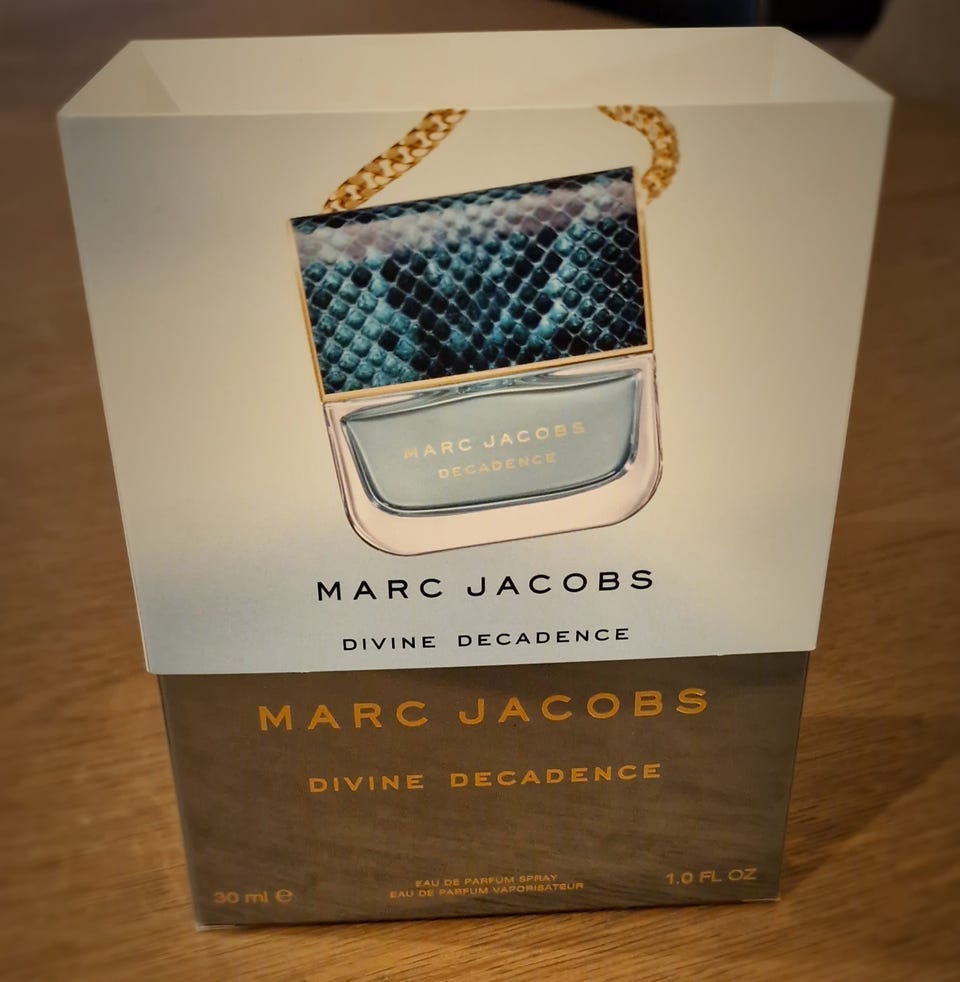 MARC JACOBS
DECADENCE
MARC JACOBS
DIVINE DECADENCE
MARC JACOBS
DIVINE DECADENCE
EAU DE PARFUM SPRAY
EAU DE PARFUM VAPORISATEUR
30 ml ℮
1.0 FL OZ